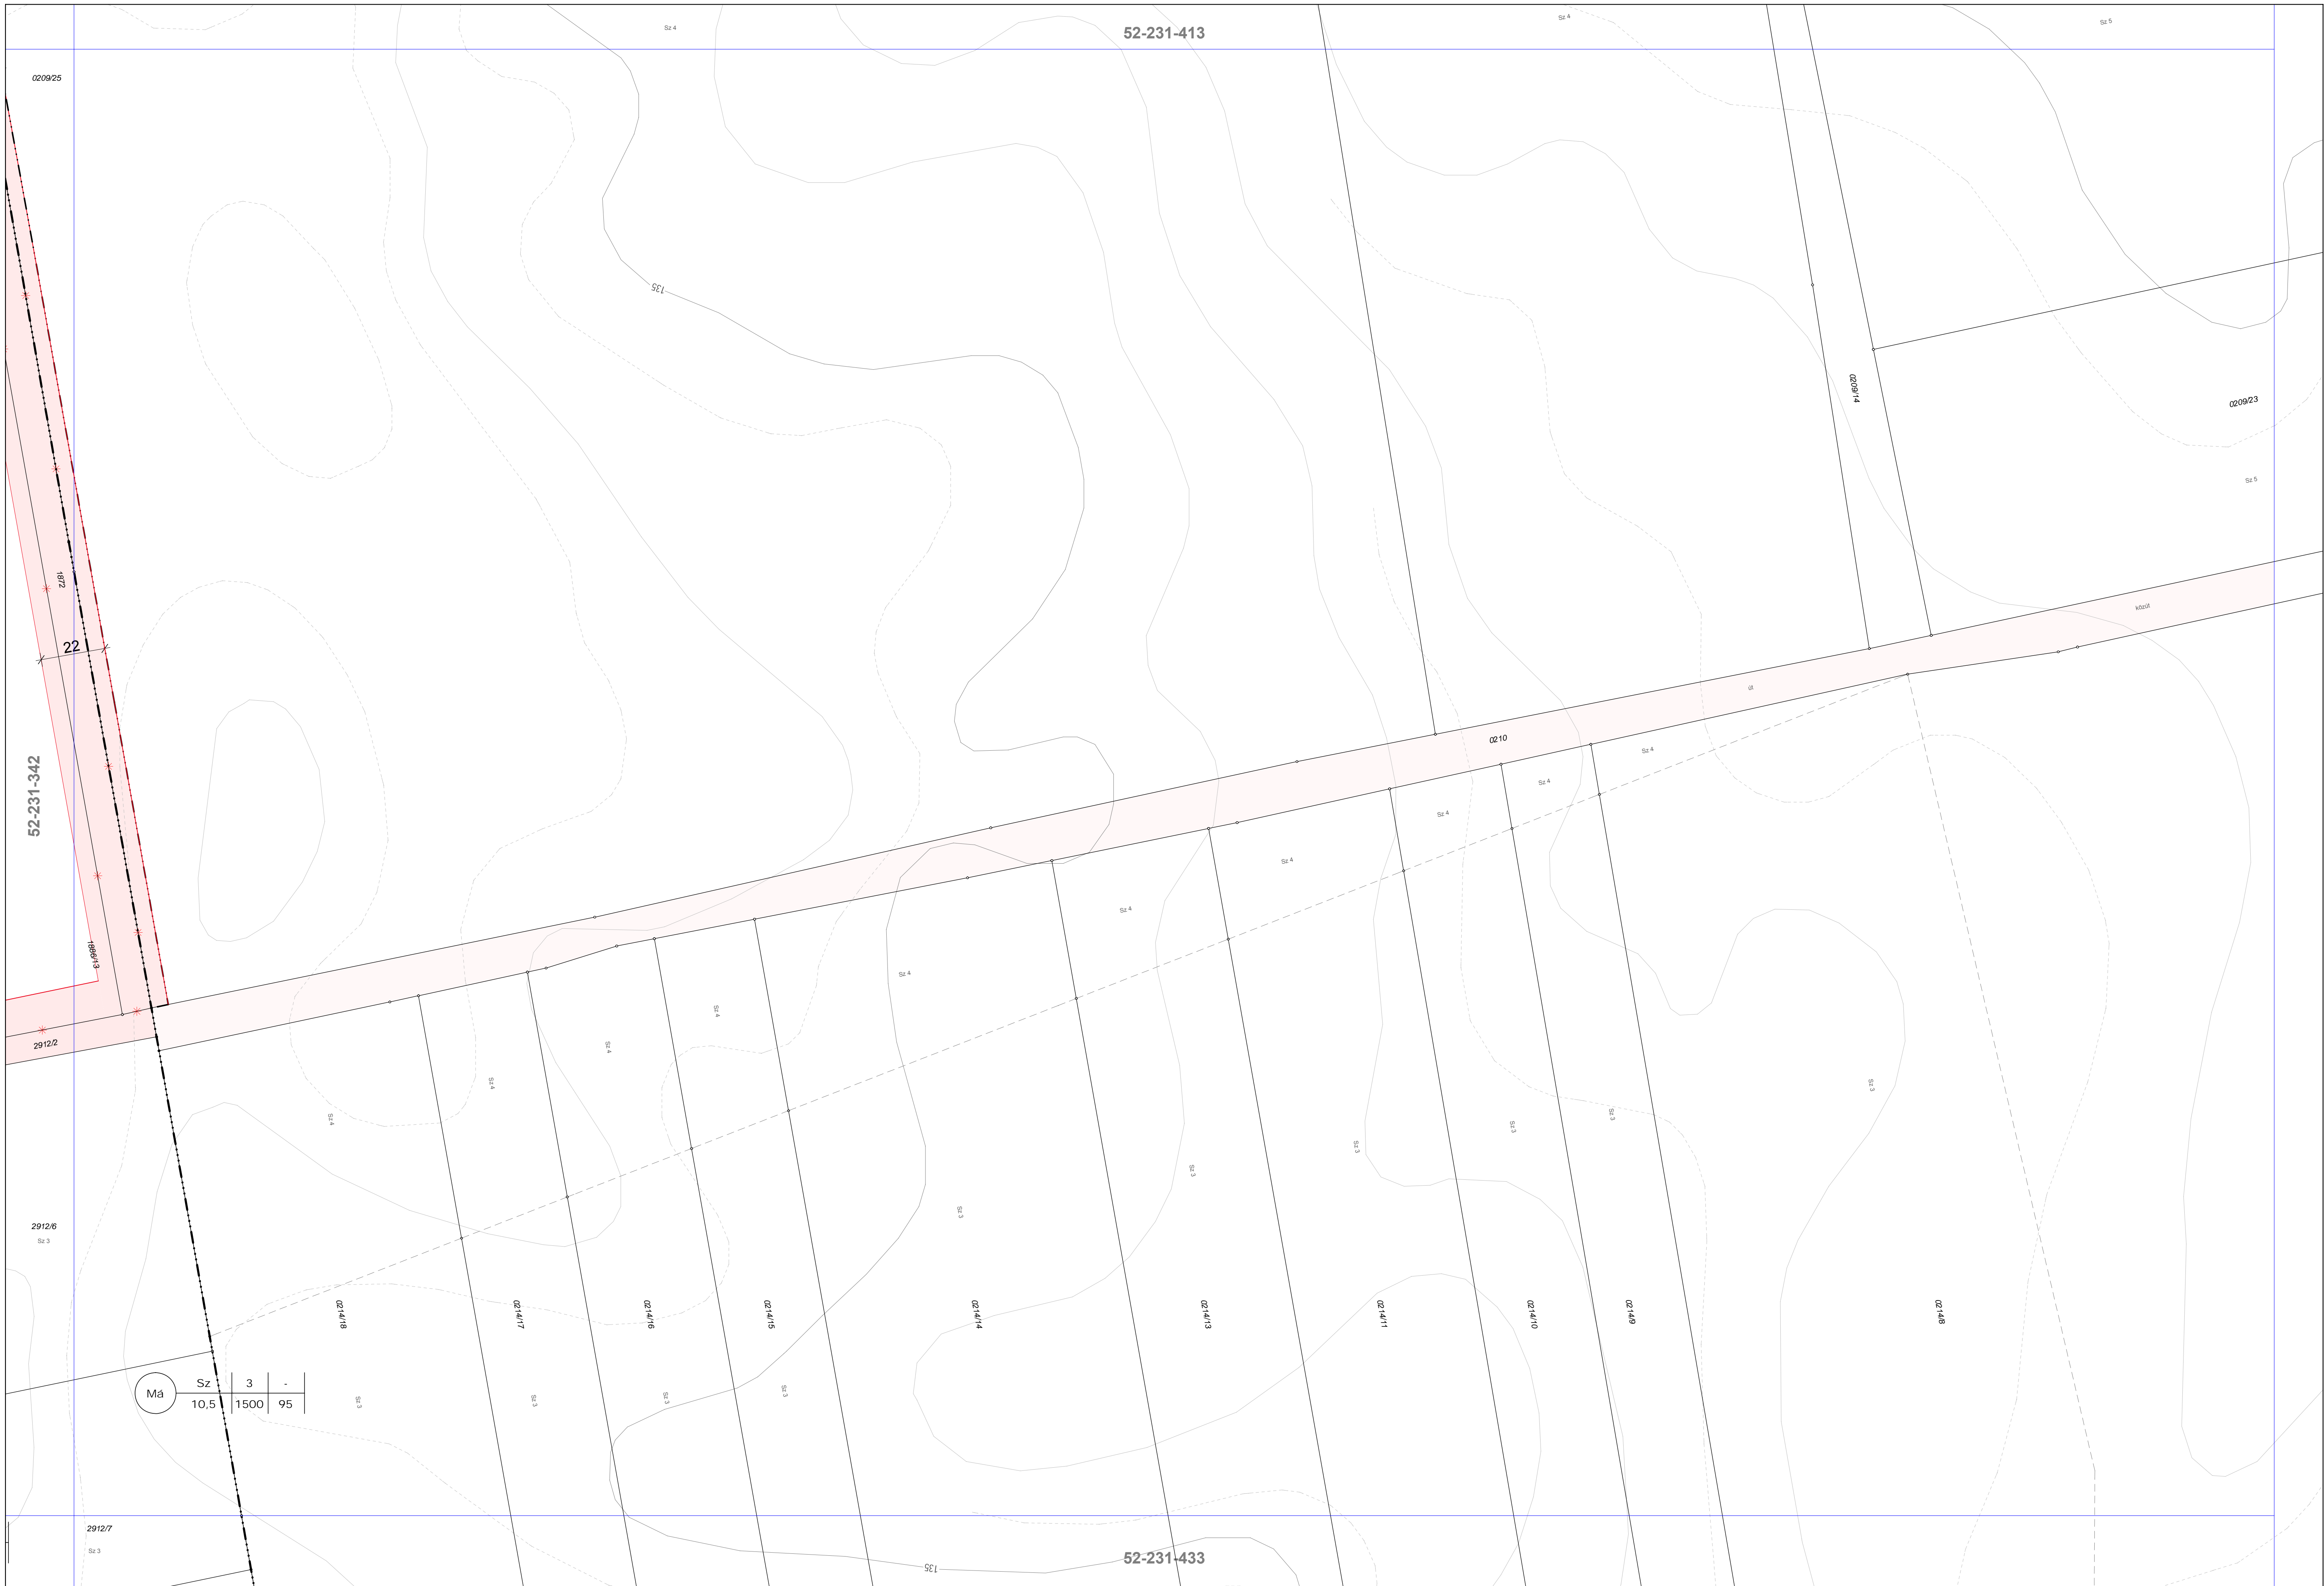 Sz 4
52-231-413
Sz 4
Sz 5
0209/25
135
0209/14
0209/23
Sz 5
1872
22
közút
út
0210
52-231-342
Sz 4
Sz 4
Sz 4
Sz 4
Sz 4
Sz 4
1886/13
Sz 4
2912/2
Sz 4
Sz 4
Sz 4
Sz 3
Sz 3
Sz 3
Sz 3
Sz 3
Sz 3
2912/6
Sz 3
Sz 3
0214/18
0214/17
0214/16
0214/15
0214/14
0214/13
0214/11
0214/10
0214/9
0214/8
Má
Sz 3 -
10,5 1500 95
Sz 3
Sz 3
Sz 3
Sz 3
2912/7
Sz 3
135
52-231-433